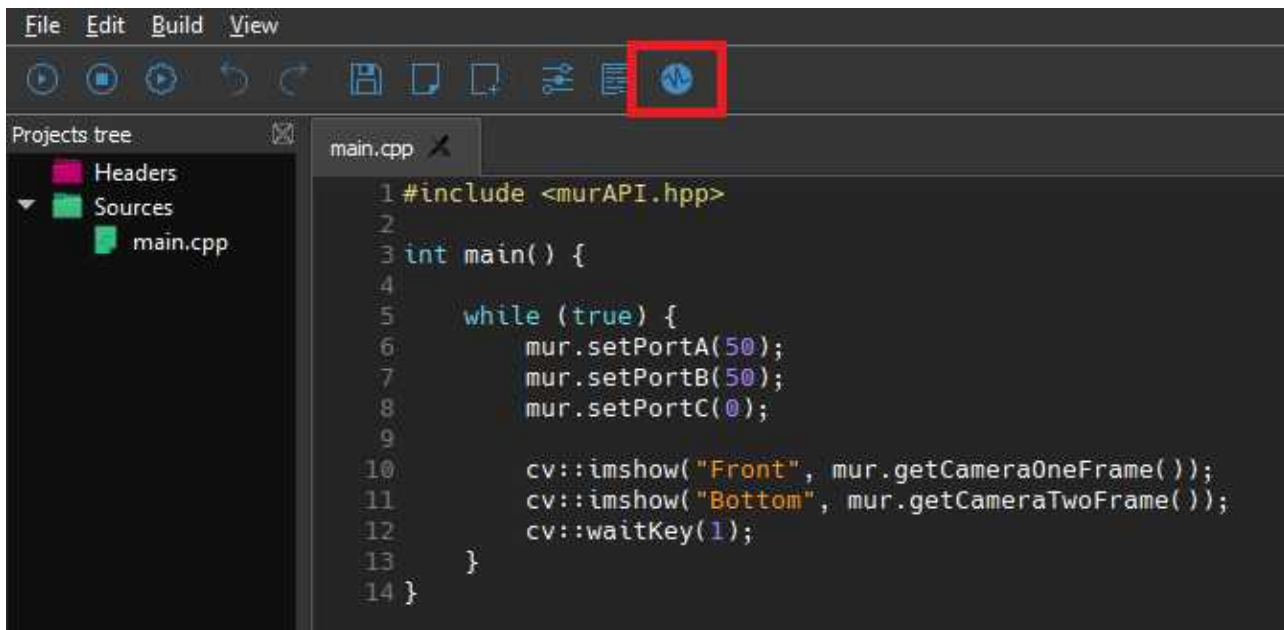 File Edit Build View
Projects tree
Headers
Sources
main.cpp
main.cpp
1 #include <murAPI.hpp>
2
3 int main() {
4
5     while (true) {
6         mur.setPortA(50);
7         mur.setPortB(50);
8         mur.setPortC(0);
9
10         cv::imshow("Front", mur.getCameraOneFrame());
11         cv::imshow("Bottom", mur.getCameraTwoFrame());
12         cv::waitKey(1);
13     }
14 }